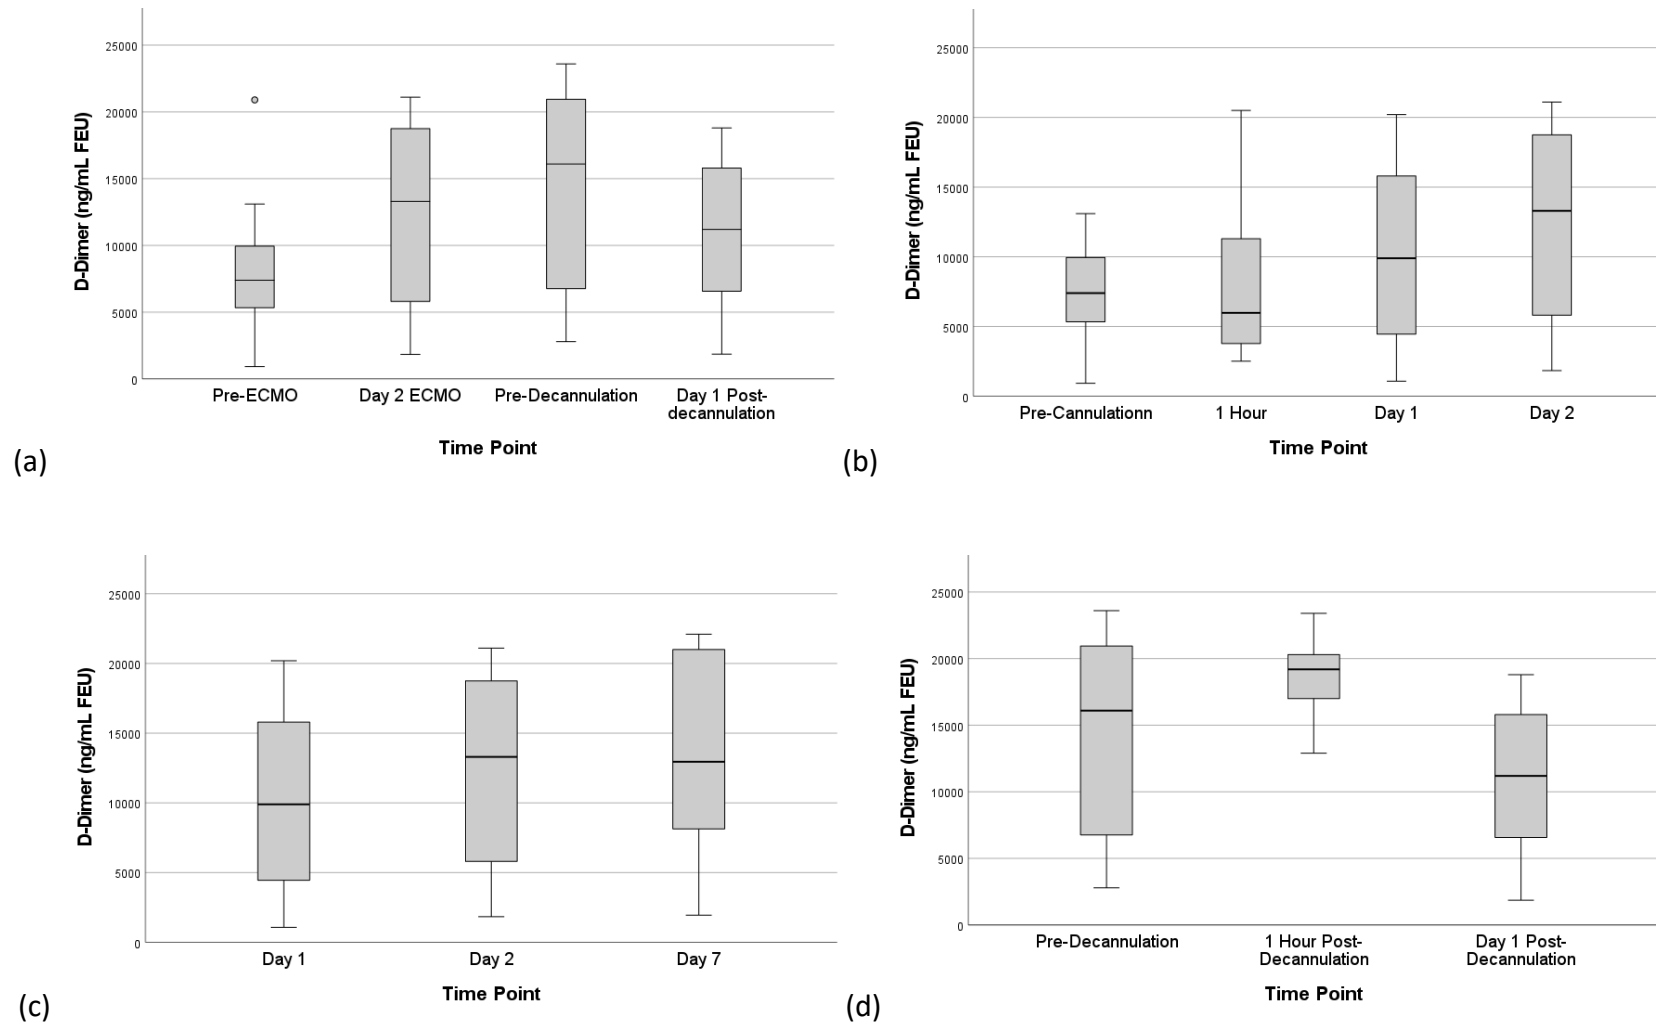 25000
20000
15000
10000
5000
0
D-Dimer (ng/mL FEU)
Pre-ECMO
Day 2 ECMO
Pre-Decannulation
Day 1 Post-
decannulation
Time Point
(a)
25000
20000
15000
10000
5000
0
D-Dimer (ng/mL FEU)
Pre-Cannulationn
1 Hour
Day 1
Day 2
Time Point
(b)
25000
20000
15000
10000
5000
0
D-Dimer (ng/mL FEU)
Day 1
Day 2
Day 7
Time Point
(c)
25000
20000
15000
10000
5000
0
D-Dimer (ng/mL FEU)
Pre-Decannulation
1 Hour Post-
Decannulation
Day 1 Post-
Decannulation
Time Point
(d)